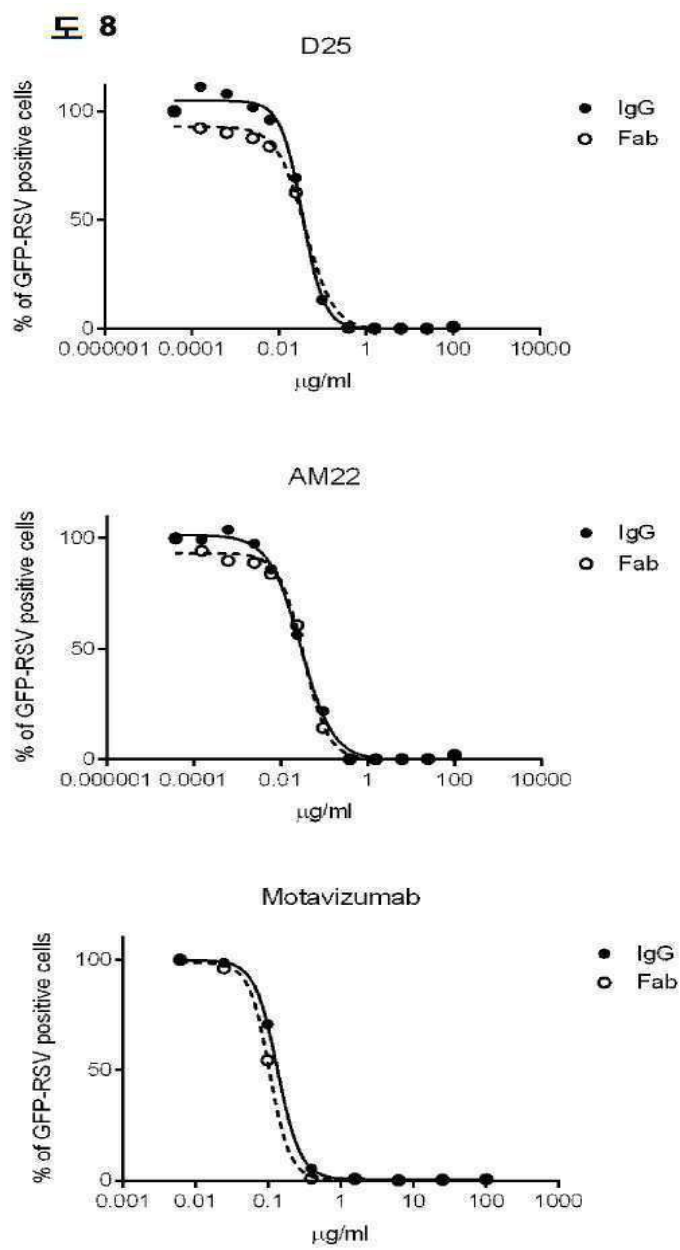 도 8
D25
% of GFP-RSV positive cells
100
50
0
IgG
Fab
0.000001 0.0001 0.01 1 100 10000
μg/ml
AM22
% of GFP-RSV positive cells
100
50
0
IgG
Fab
0.000001 0.0001 0.01 1 100 10000
μg/ml
Motavizumab
% of GFP-RSV positive cells
100
50
0
IgG
Fab
0.001 0.01 0.1 1 10 100 1000
μg/ml